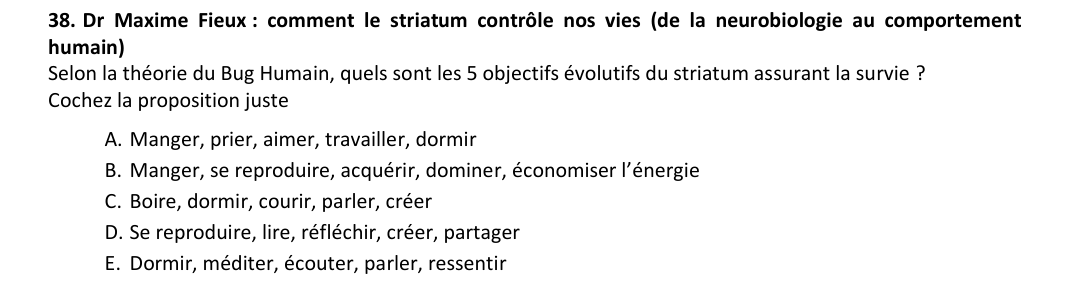 38. Dr Maxime Fieux : comment le striatum contrôle nos vies (de la neurobiologie au comportement
humain)
Selon la théorie du Bug Humain, quels sont les 5 objectifs évolutifs du striatum assurant la survie ?
Cochez la proposition juste
A. Manger, prier, aimer, travailler, dormir
B. Manger, se reproduire, acquérir, dominer, économiser l’énergie
C. Boire, dormir, courir, parler, créer
D. Se reproduire, lire, réfléchir, créer, partager
E. Dormir, méditer, écouter, parler, ressentir